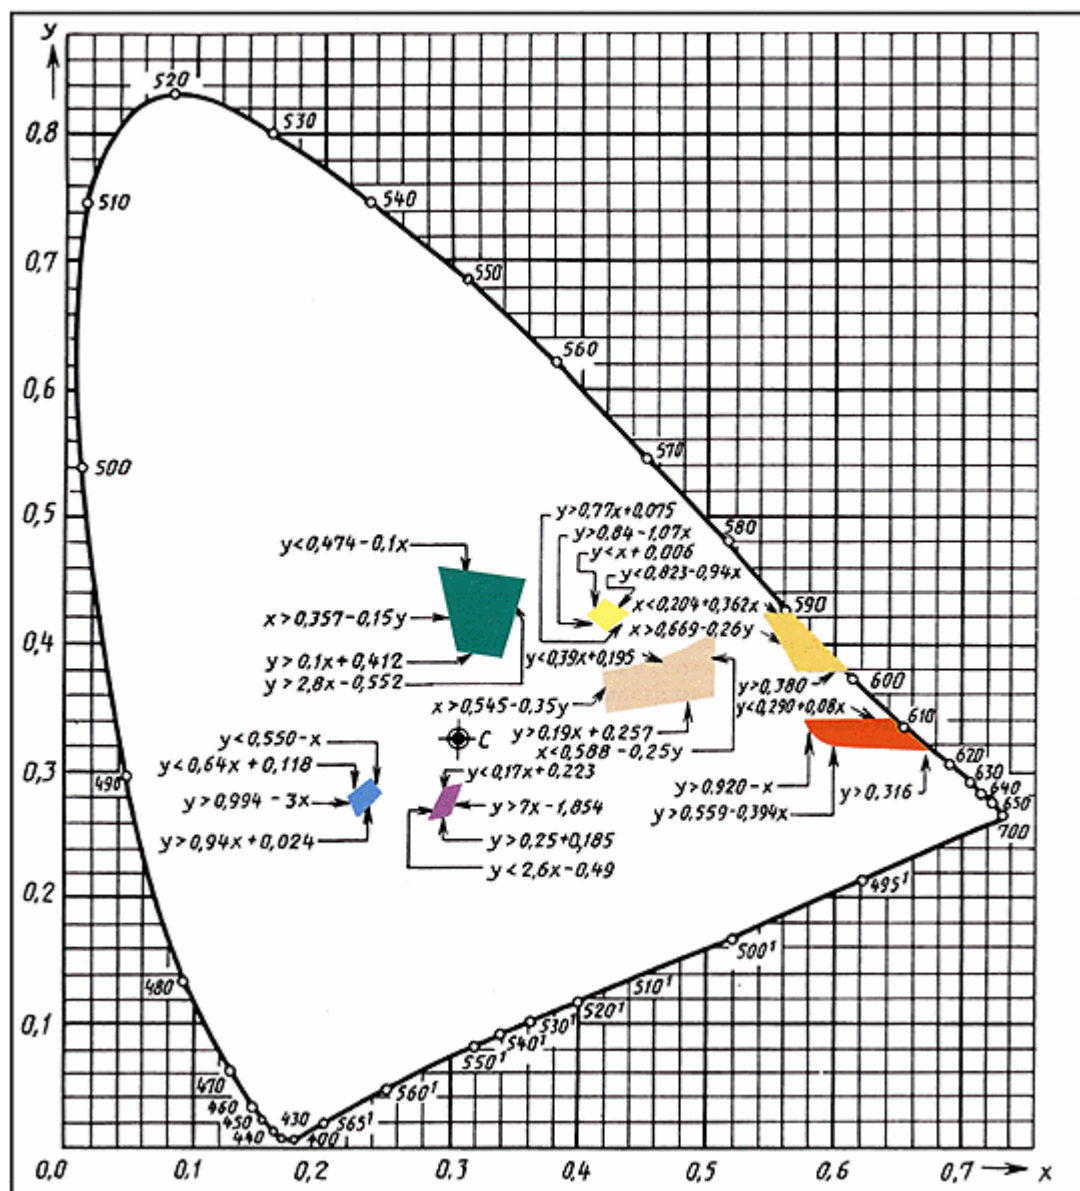 y
520
530
0,8
510
540
0,7
550
560
0,6
570
500
0,5
580
y>0,77x+0,075
y>0,84-1,07x
y<x+0,006
y<0,823-0,94x
y<0,474-0,1x
x<0,204+0,362x
590
x>0,357-0,15y
x>0,669-0,26y
0,4
y>0,1x+0,412
y<0,39x+0,195
y>0,380
600
y>2,8x-0,552
x>0,545-0,35y
y<0,290+0,08x
610
y<0,550-x
C
y>0,19x+0,257
x<0,588-0,25y
620
y<0,64x+0,118
y<0,17x+0,223
0,3
490
630
y>0,920-x
y>0,316
640
y>0,994-3x
y>7x-1,854
650
y>0,559-0,394x
700
y>0,94x+0,024
y>0,25+0,185
y<2,6x-0,49
495¹
0,2
500¹
480
510¹
520¹
0,1
530¹
540¹
550¹
470
560¹
460
450
430
565¹
440
400
0,0
0,1
0,2
0,3
0,4
0,5
0,6
0,7
x